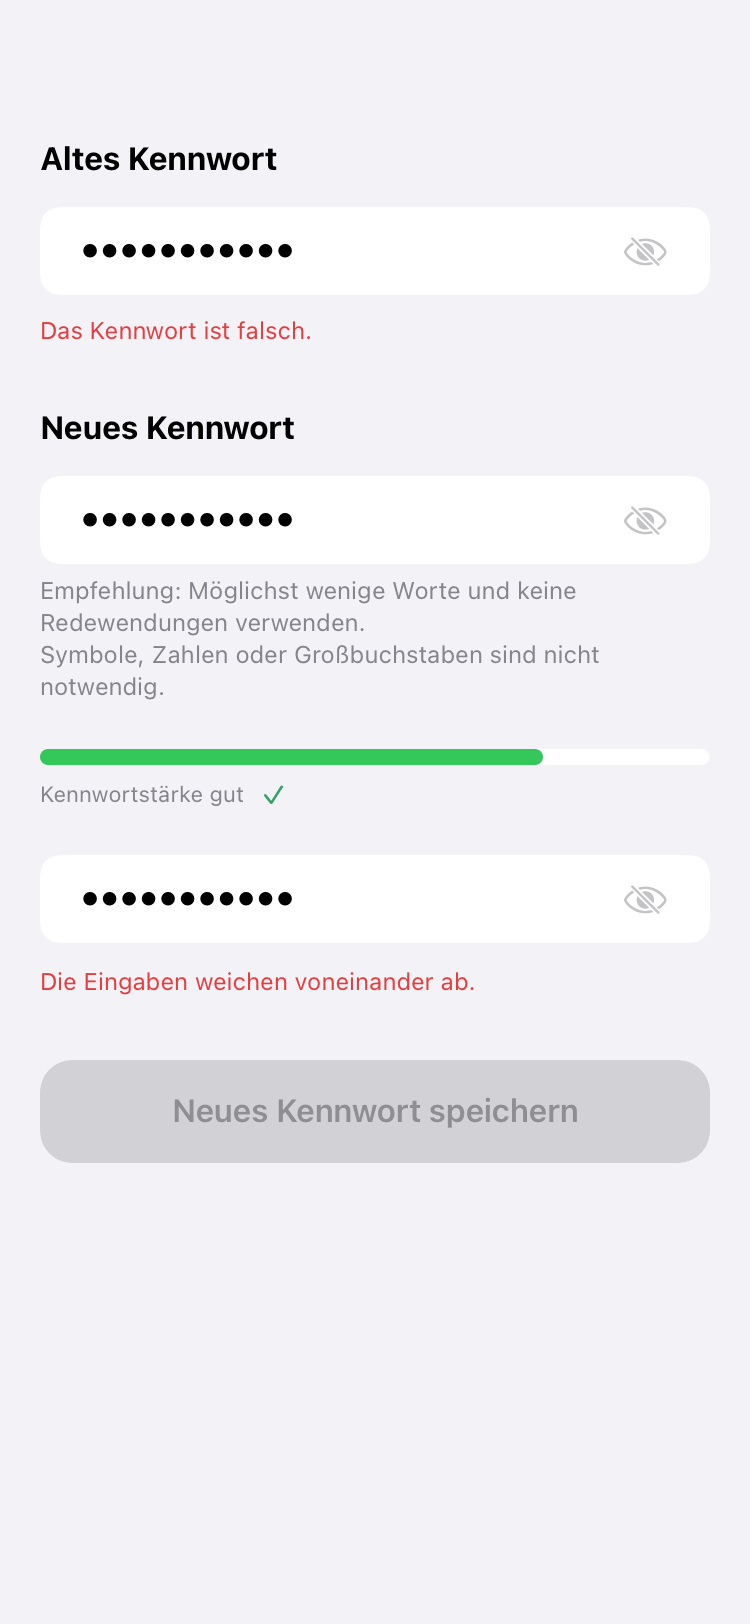 Altes Kennwort
•••••••••••
Das Kennwort ist falsch.
Neues Kennwort
•••••••••••
Empfehlung: Möglichst wenige Worte und keine
Redewendungen verwenden.
Symbole, Zahlen oder Großbuchstaben sind nicht
notwendig.
Kennwortstärke gut
•••••••••••
Die Eingaben weichen voneinander ab.
Neues Kennwort speichern